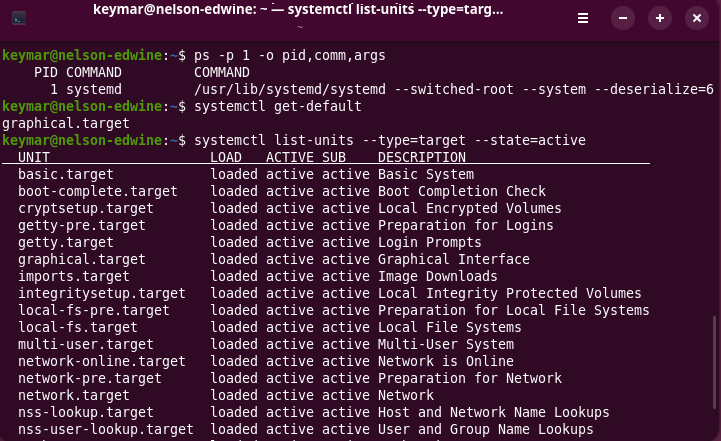 keymar@nelson-edwine: ~ — systemctl list-units --type=targ…
~
keymar@nelson-edwine:~$ ps -p 1 -o pid,comm,args
    PID COMMAND         COMMAND
      1 systemd         /usr/lib/systemd/systemd --switched-root --system --deserialize=6
keymar@nelson-edwine:~$ systemctl get-default
graphical.target
keymar@nelson-edwine:~$ systemctl list-units --type=target --state=active
  UNIT                    LOAD   ACTIVE SUB    DESCRIPTION
  basic.target            loaded active active Basic System
  boot-complete.target    loaded active active Boot Completion Check
  cryptsetup.target       loaded active active Local Encrypted Volumes
  getty-pre.target        loaded active active Preparation for Logins
  getty.target            loaded active active Login Prompts
  graphical.target        loaded active active Graphical Interface
  imports.target          loaded active active Image Downloads
  integritysetup.target   loaded active active Local Integrity Protected Volumes
  local-fs-pre.target     loaded active active Preparation for Local File Systems
  local-fs.target         loaded active active Local File Systems
  multi-user.target       loaded active active Multi-User System
  network-online.target   loaded active active Network is Online
  network-pre.target      loaded active active Preparation for Network
  network.target          loaded active active Network
  nss-lookup.target       loaded active active Host and Network Name Lookups
  nss-user-lookup.target  loaded active active User and Group Name Lookups